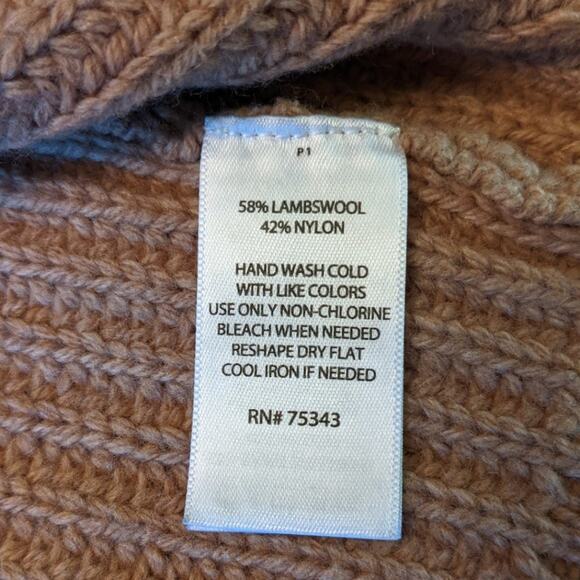 P1
58% LAMBSWOOL
42% NYLON
HAND WASH COLD
WITH LIKE COLORS
USE ONLY NON-CHLORINE
BLEACH WHEN NEEDED
RESHAPE DRY FLAT
COOL IRON IF NEEDED
RN# 75343